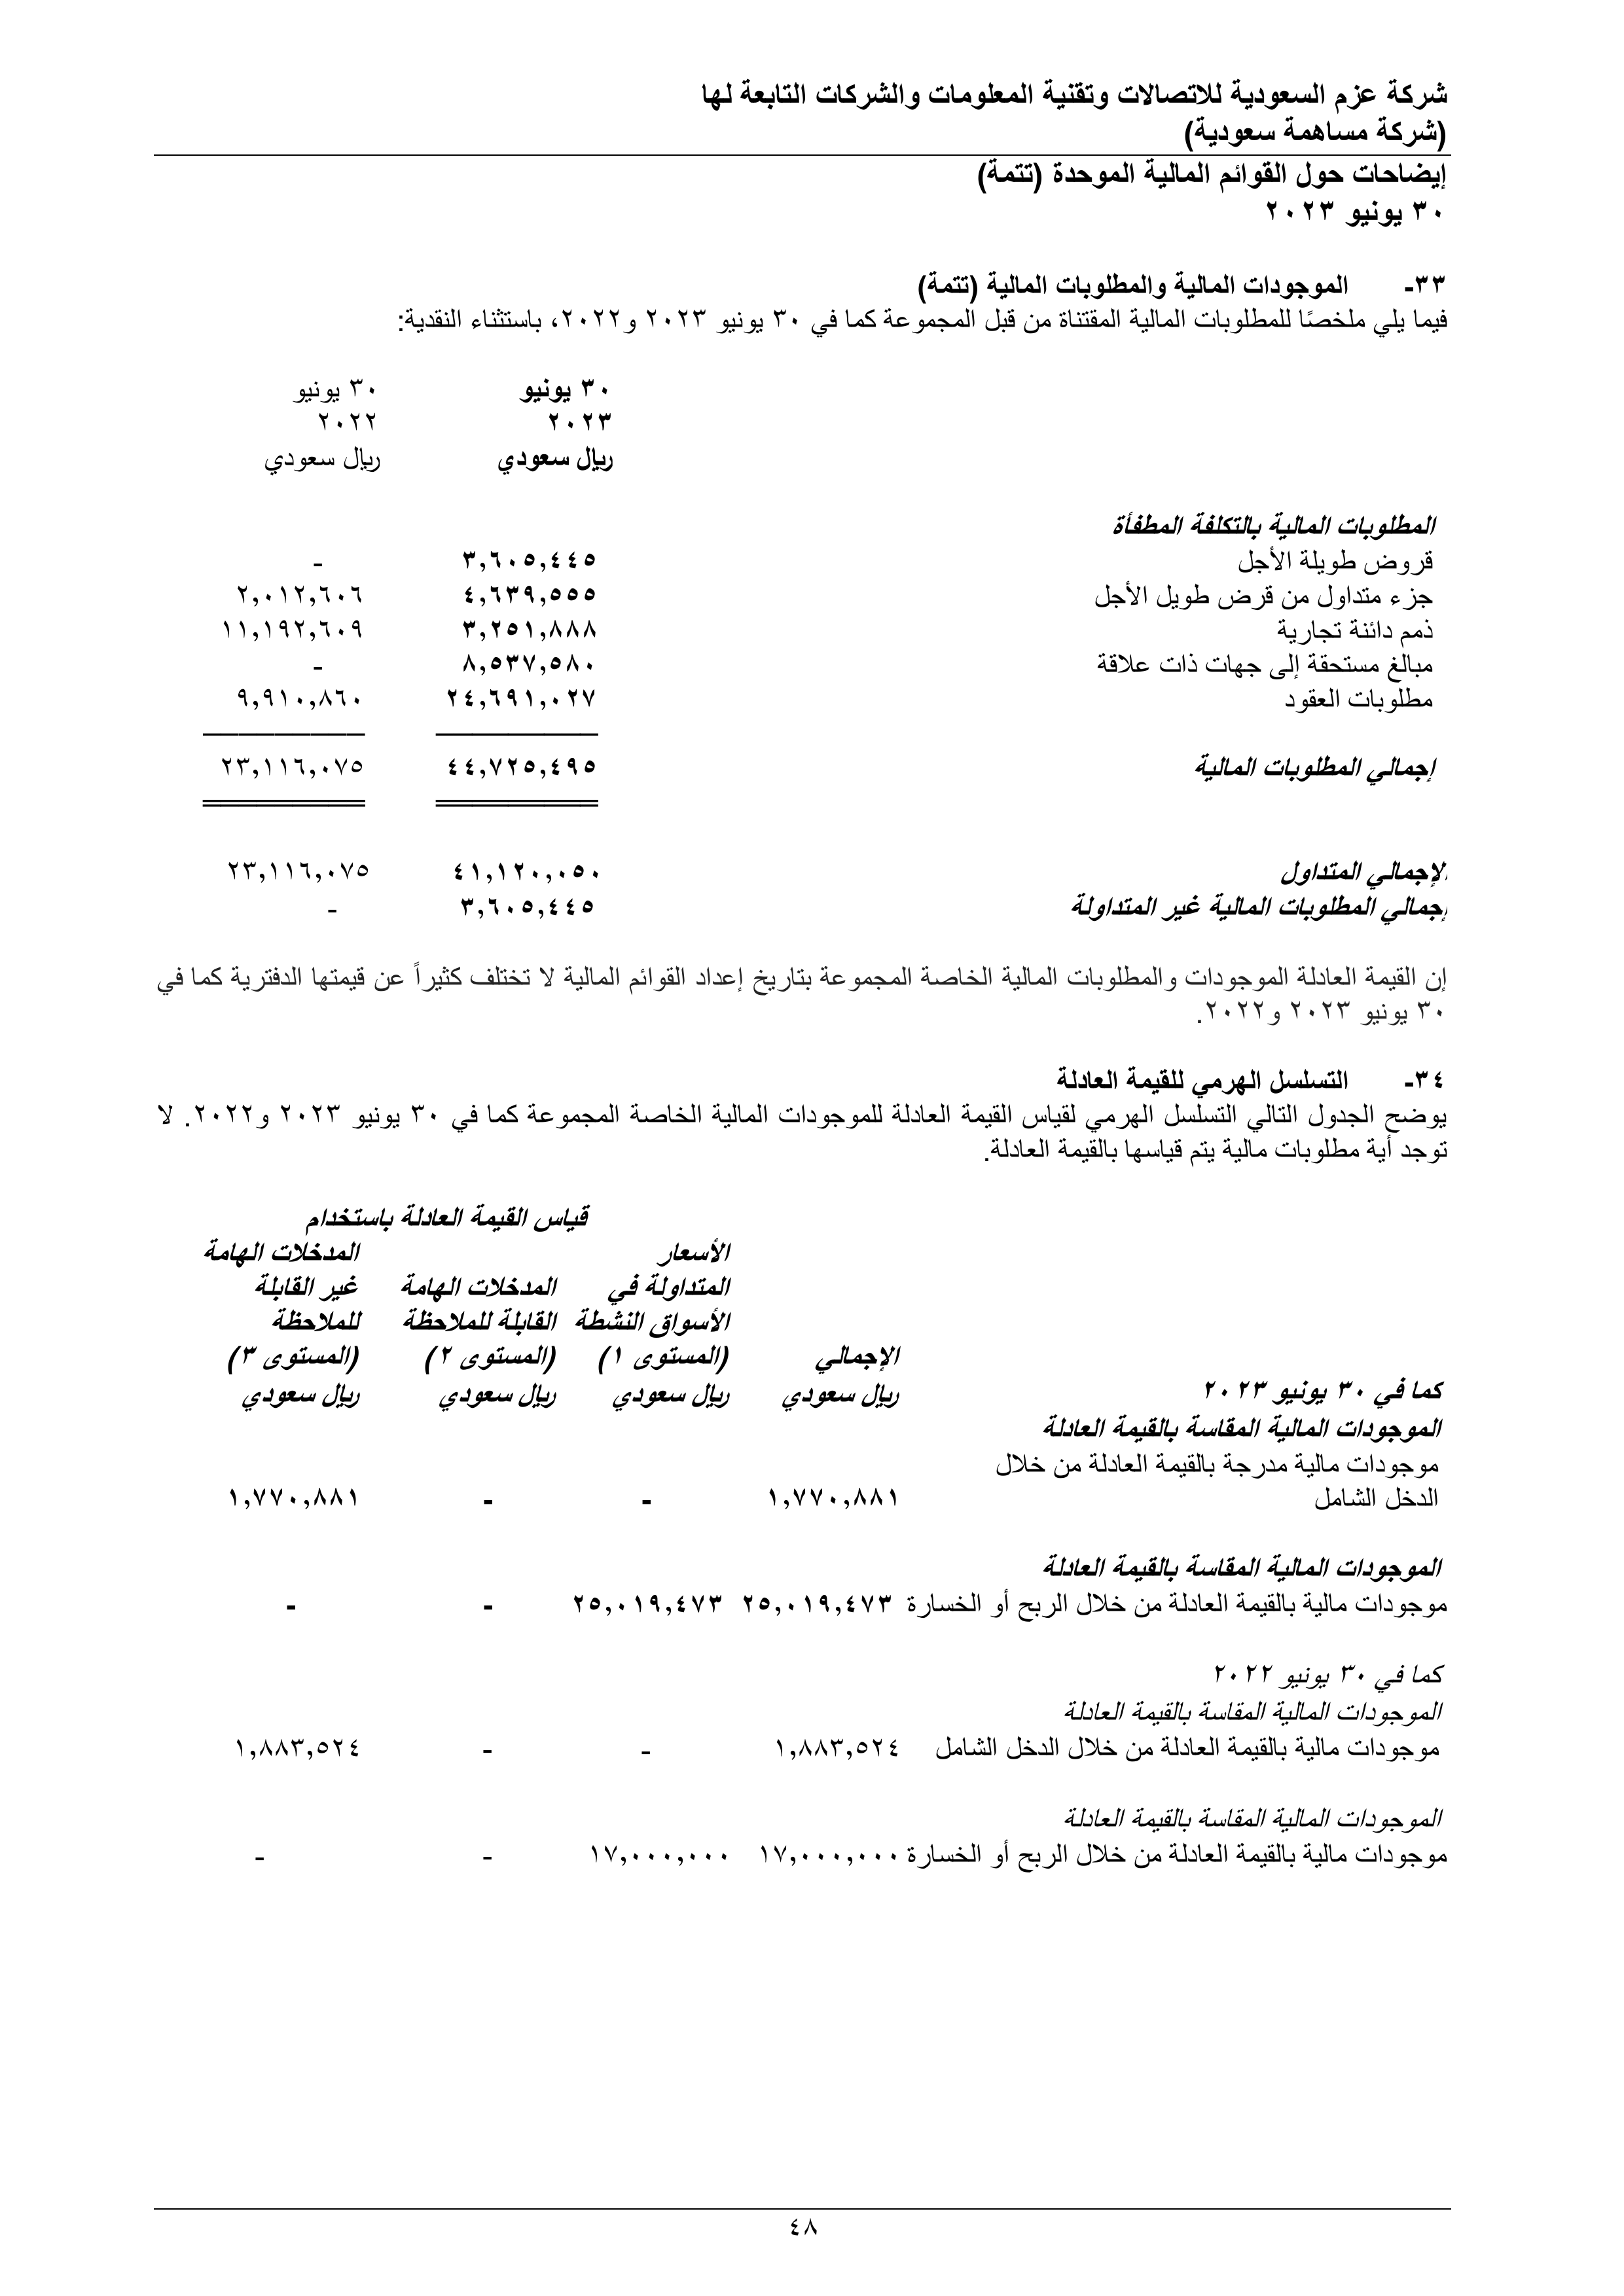 شركة عزم السعودية للاتصالات وتقنية المعلومات والشركات التابعة لها
(شركة مساهمة سعودية)
إيضاحات حول القوائم المالية الموحدة (تتمة)
٣٠ يونيو ٢٠٢٣
٣٣- الموجودات المالية والمطلوبات المالية (تتمة)
فيما يلي ملخصًا للمطلوبات المالية المقتناة من قبل المجموعة كما في ٣٠ يونيو ٢٠٢٣ و٢٠٢٢، باستثناء النقدية:
٣٠ يونيو ٣٠ يونيو
٢٠٢٣ ٢٠٢٢
ريال سعودي ريال سعودي
المطلوبات المالية بالتكلفة المطفأة
قروض طويلة الأجل ٣,٦٠٥,٤٤٥ -
جزء متداول من قرض طويل الأجل ٤,٦٣٩,٥٥٥ ٢,٠١٢,٦٠٦
ذمم دائنة تجارية ٣,٢٥١,٨٨٨ ١١,١٩٢,٦٠٩
مبالغ مستحقة إلى جهات ذات علاقة ٨,٥٣٧,٥٨٠ -
مطلوبات العقود ٢٤,٦٩١,٠٢٧ ٩,٩١٠,٨٦٠
إجمالي المطلوبات المالية ٤٤,٧٢٥,٤٩٥ ٢٣,١١٦,٠٧٥
الإجمالي المتداول ٤١,١٢٠,٠٥٠ ٢٣,١١٦,٠٧٥
إجمالي المطلوبات المالية غير المتداولة ٣,٦٠٥,٤٤٥ -
إن القيمة العادلة الموجودات والمطلوبات المالية الخاصة المجموعة بتاريخ إعداد القوائم المالية لا تختلف كثيراً عن قيمتها الدفترية كما في
٣٠ يونيو ٢٠٢٣ و٢٠٢٢.
٣٤- التسلسل الهرمي للقيمة العادلة
يوضح الجدول التالي التسلسل الهرمي لقياس القيمة العادلة للموجودات المالية الخاصة المجموعة كما في ٣٠ يونيو ٢٠٢٣ و٢٠٢٢. لا
توجد أية مطلوبات مالية يتم قياسها بالقيمة العادلة.
قياس القيمة العادلة باستخدام
الأسعار المدخلات الهامة
المتداولة في المدخلات الهامة غير القابلة
الأسواق النشطة القابلة للملاحظة للملاحظة
الإجمالي (المستوى ١) (المستوى ٢) (المستوى ٣)
كما في ٣٠ يونيو ٢٠٢٣ ريال سعودي ريال سعودي ريال سعودي ريال سعودي
الموجودات المالية المقاسة بالقيمة العادلة
موجودات مالية مدرجة بالقيمة العادلة من خلال
الدخل الشامل ١,٧٧٠,٨٨١ - - ١,٧٧٠,٨٨١
الموجودات المالية المقاسة بالقيمة العادلة
موجودات مالية بالقيمة العادلة من خلال الربح أو الخسارة ٢٥,٠١٩,٤٧٣ ٢٥,٠١٩,٤٧٣ - -
كما في ٣٠ يونيو ٢٠٢٢
الموجودات المالية المقاسة بالقيمة العادلة
موجودات مالية بالقيمة العادلة من خلال الدخل الشامل ١,٨٨٣,٥٢٤ - - ١,٨٨٣,٥٢٤
الموجودات المالية المقاسة بالقيمة العادلة
موجودات مالية بالقيمة العادلة من خلال الربح أو الخسارة ١٧,٠٠٠,٠٠٠ ١٧,٠٠٠,٠٠٠ - -
٤٨